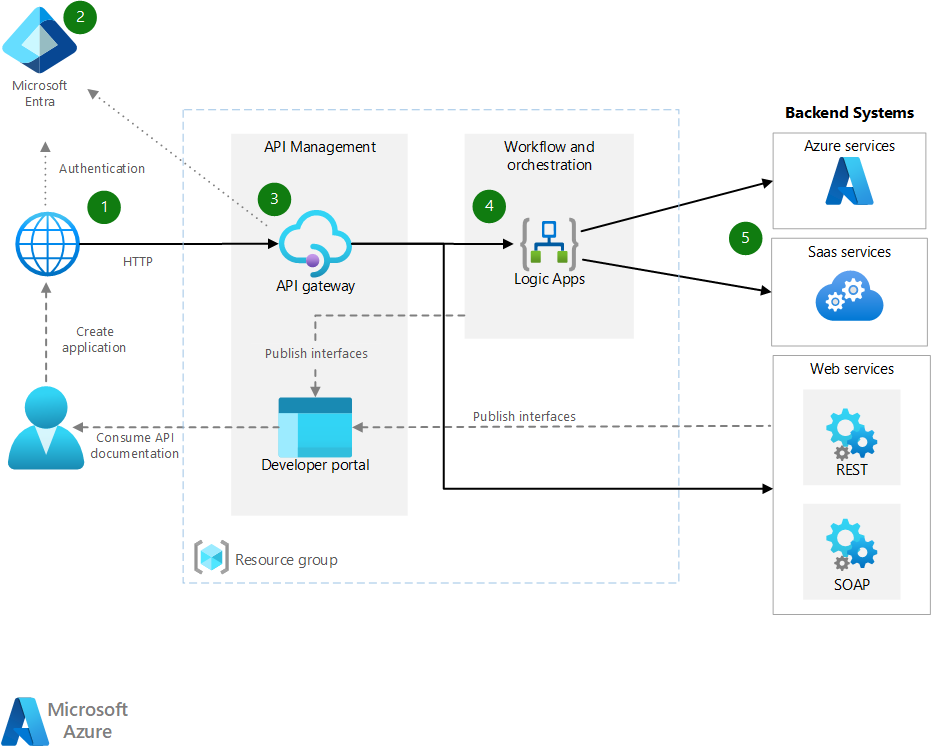 2
Microsoft
Entra
Authentication
1
HTTP
Create
application
API Management
3
API gateway
Publish interfaces
Consume API
documentation
Developer portal
Resource group
Workflow and
orchestration
4
Logic Apps
Publish interfaces
5
Backend Systems
Azure services
Saas services
Web services
REST
SOAP
Microsoft
Azure